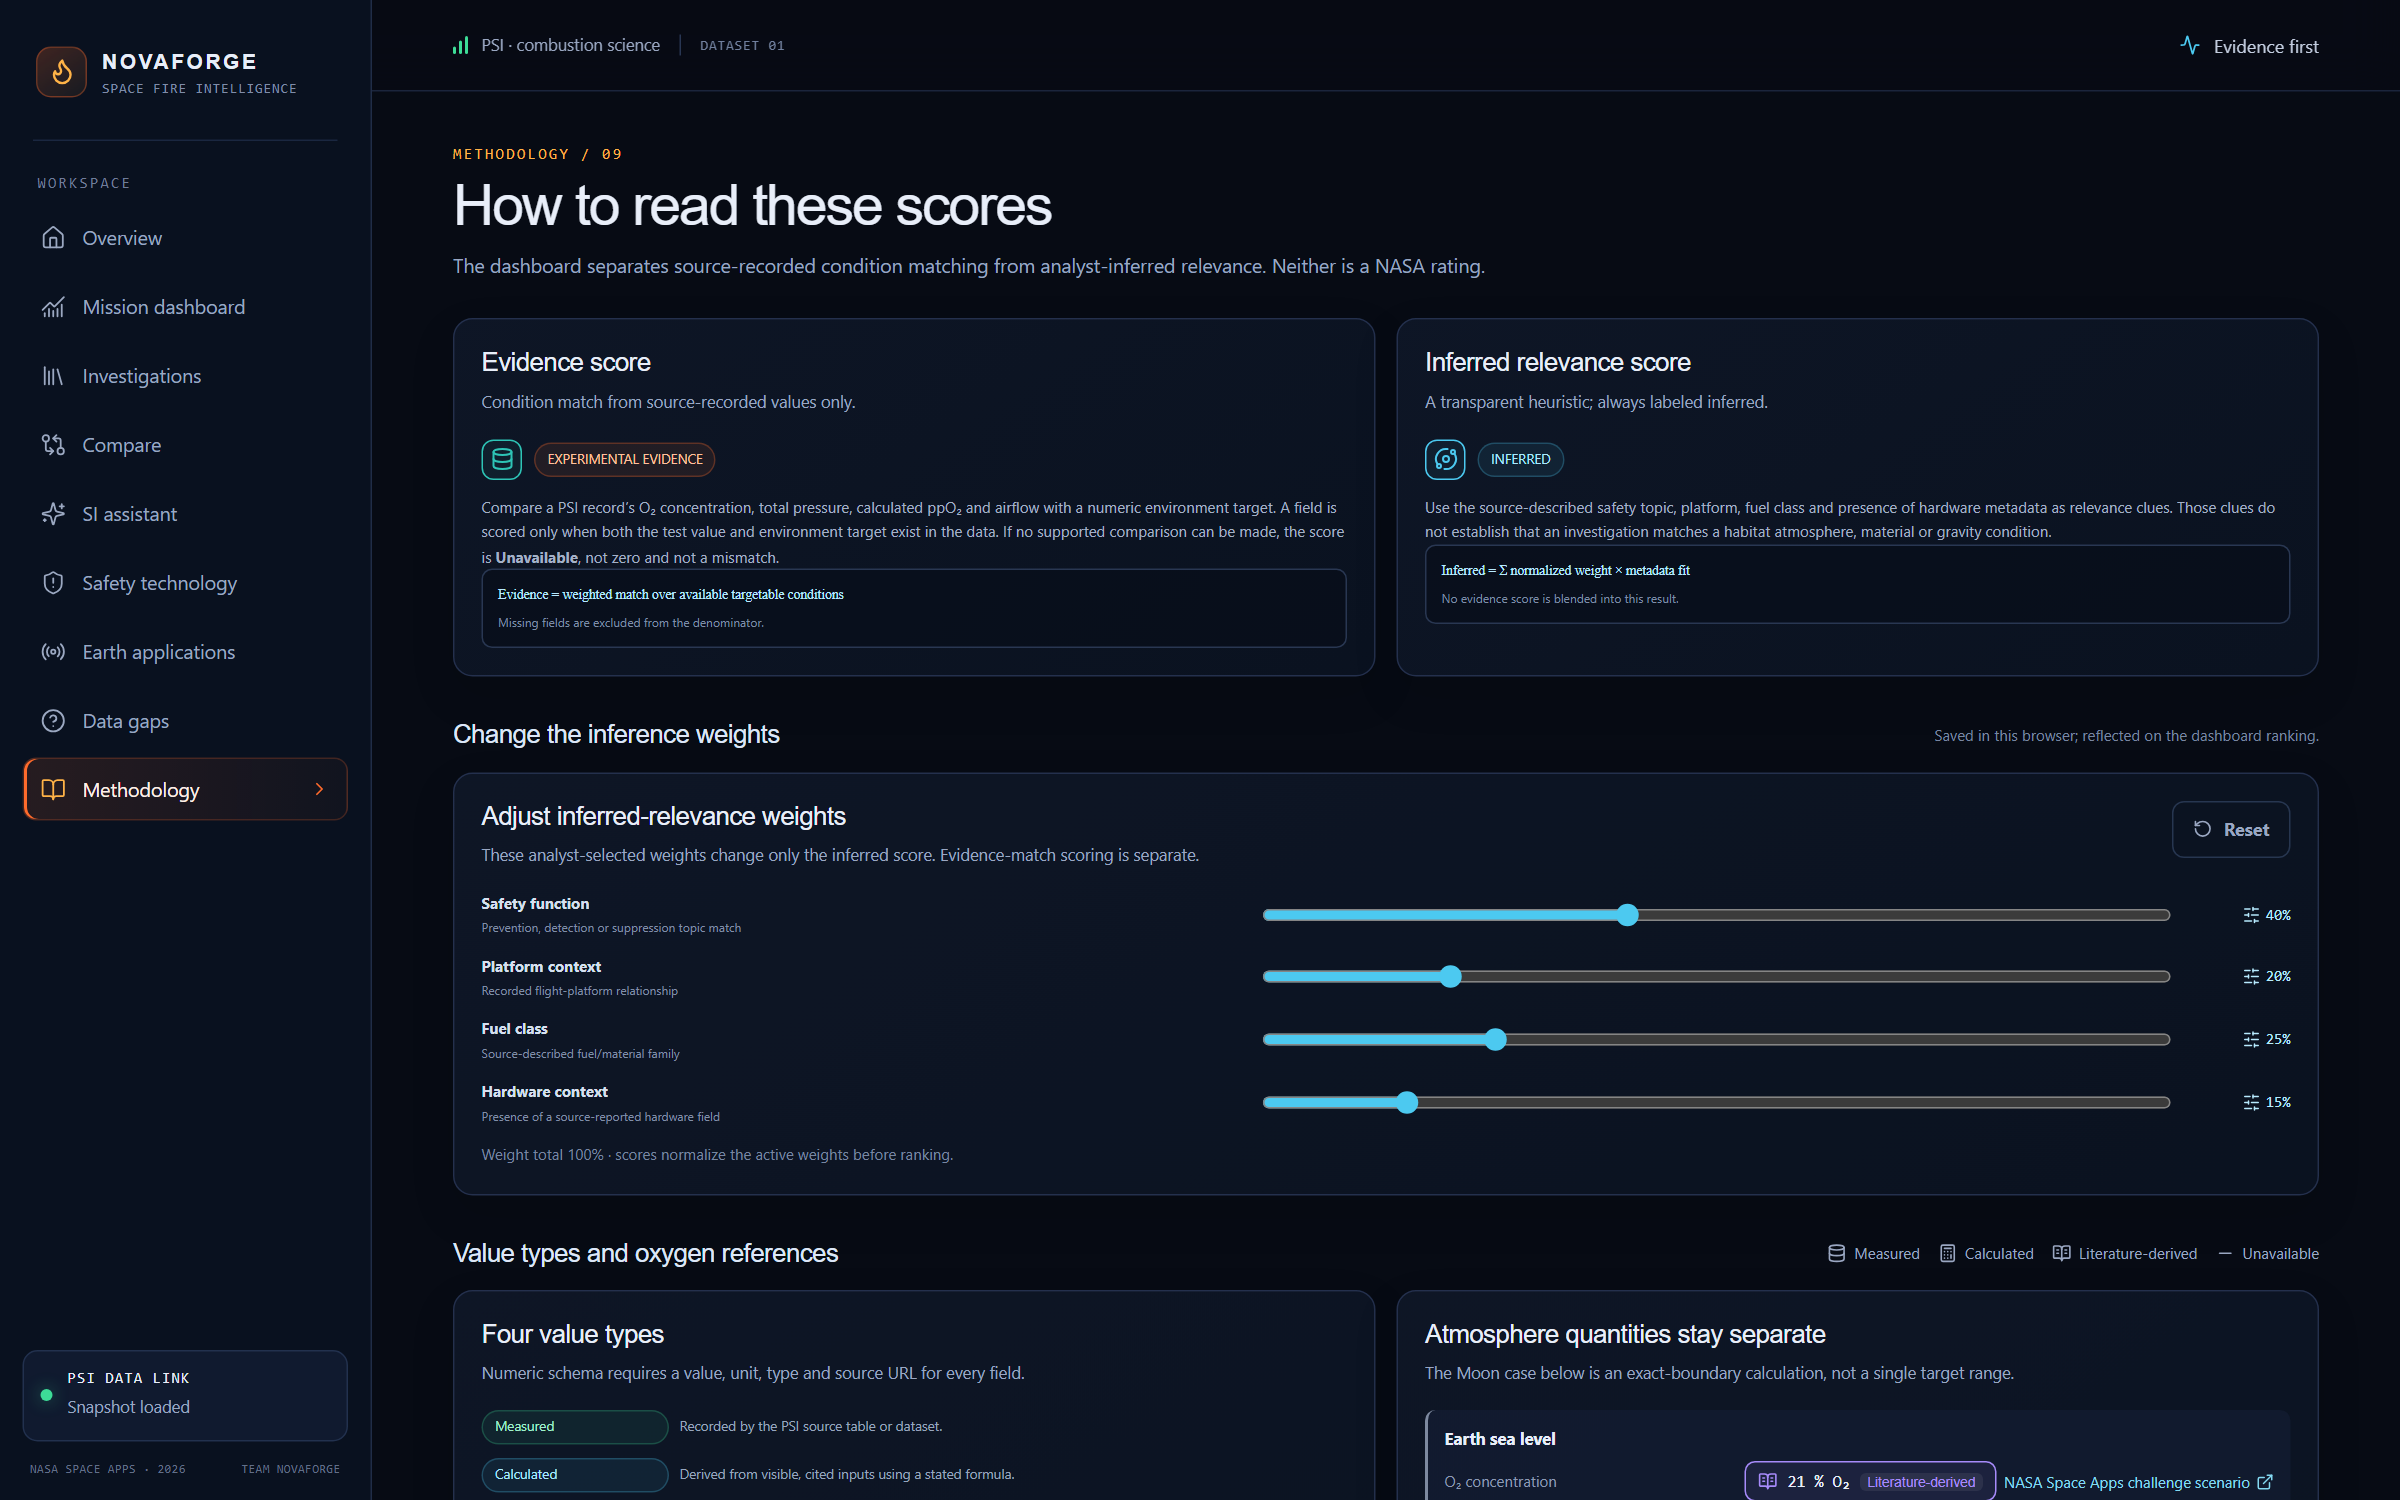 NOVAFORGE
SPACE FIRE INTELLIGENCE
WORKSPACE
Overview
Mission dashboard
Investigations
Compare
SI assistant
Safety technology
Earth applications
Data gaps
Methodology
PSI DATA LINK
Snapshot loaded
NASA SPACE APPS · 2026
TEAM NOVAFORGE
PSI · combustion science
DATASET 01
Evidence first
METHODOLOGY / 09
How to read these scores
The dashboard separates source-recorded condition matching from analyst-inferred relevance. Neither is a NASA rating.
Evidence score
Condition match from source-recorded values only.
EXPERIMENTAL EVIDENCE
Compare a PSI record's O₂ concentration, total pressure, calculated ppO₂ and airflow with a numeric environment target. A field is
scored only when both the test value and environment target exist in the data. If no supported comparison can be made, the score
is Unavailable, not zero and not a mismatch.
Evidence = weighted match over available targetable conditions
Missing fields are excluded from the denominator.
Inferred relevance score
A transparent heuristic; always labeled inferred.
INFERRED
Use the source-described safety topic, platform, fuel class and presence of hardware metadata as relevance clues. Those clues do
not establish that an investigation matches a habitat atmosphere, material or gravity condition.
Inferred = Σ normalized weight × metadata fit
No evidence score is blended into this result.
Change the inference weights
Saved in this browser; reflected on the dashboard ranking.
Adjust inferred-relevance weights
These analyst-selected weights change only the inferred score. Evidence-match scoring is separate.
Reset
Safety function
Prevention, detection or suppression topic match
40%
Platform context
Recorded flight-platform relationship
20%
Fuel class
Source-described fuel/material family
25%
Hardware context
Presence of a source-reported hardware field
15%
Weight total 100% · scores normalize the active weights before ranking.
Value types and oxygen references
Measured
Calculated
Literature-derived
Unavailable
Four value types
Numeric schema requires a value, unit, type and source URL for every field.
Measured
Recorded by the PSI source table or dataset.
Calculated
Derived from visible, cited inputs using a stated formula.
Atmosphere quantities stay separate
The Moon case below is an exact-boundary calculation, not a single target range.
Earth sea level
O₂ concentration
21 % O₂
Literature-derived
NASA Space Apps challenge scenario